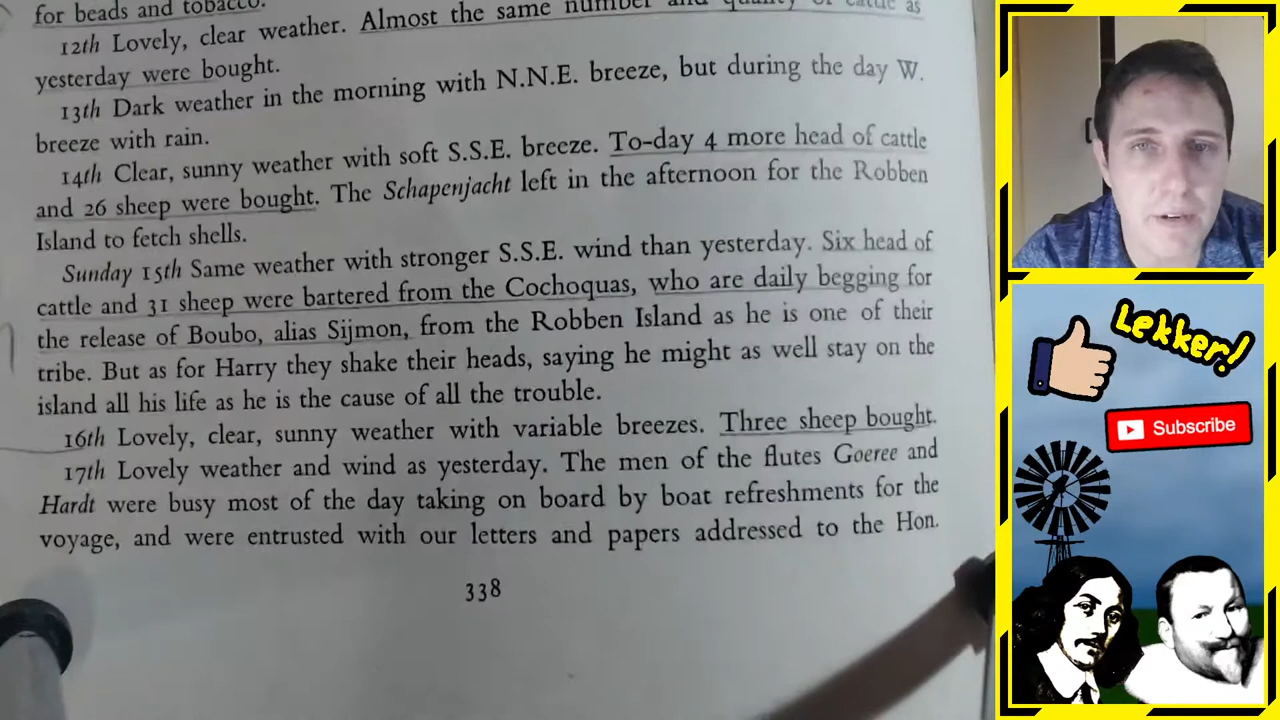 for beads and tobacco.
12th Lovely, clear weather. Almost the same number and quality of cattle as
yesterday were bought.
13th Dark weather in the morning with N.N.E. breeze, but during the day W.
breeze with rain.
14th Clear, sunny weather with soft S.S.E. breeze. To-day 4 more head of cattle
and 26 sheep were bought. The Schapenjacht left in the afternoon for the Robben
Island to fetch shells.
Sunday 15th Same weather with stronger S.S.E. wind than yesterday. Six head of
cattle and 31 sheep were bartered from the Cochoquas, who are daily begging for
the release of Boubo, alias Sijmon, from the Robben Island as he is one of their
tribe. But as for Harry they shake their heads, saying he might as well stay on the
island all his life as he is the cause of all the trouble.
16th Lovely, clear, sunny weather with variable breezes. Three sheep bought.
17th Lovely weather and wind as yesterday. The men of the flutes Goeree and
Hardt were busy most of the day taking on board by boat refreshments for the
voyage, and were entrusted with our letters and papers addressed to the Hon.
338
Lekker!
Subscribe